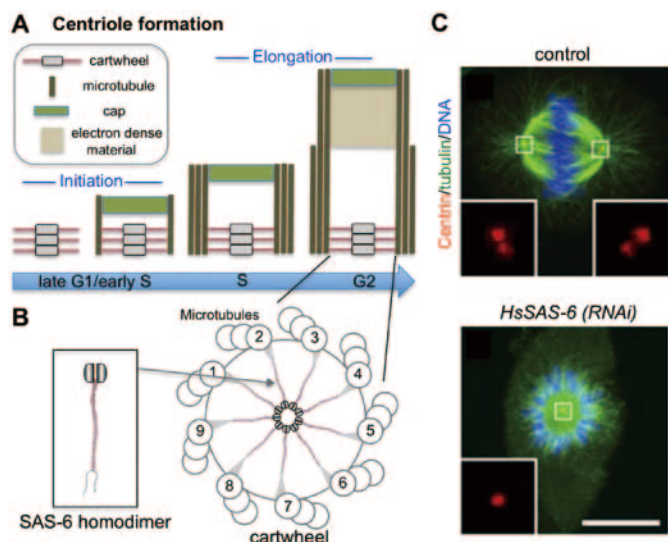 A Centriole formation
cartwheel
microtubule
cap
electron dense
material
Initiation
Elongation
late G1/early S
S
G2
B
Microtubules
1
2
3
4
5
6
7
8
9
SAS-6 homodimer
cartwheel
C
control
Centrin/tubulin/DNA
HsSAS-6 (RNAi)